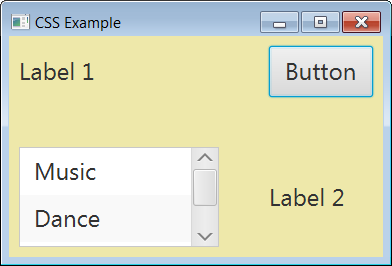 CSS Example
Label 1
Button
Music
Dance
Label 2